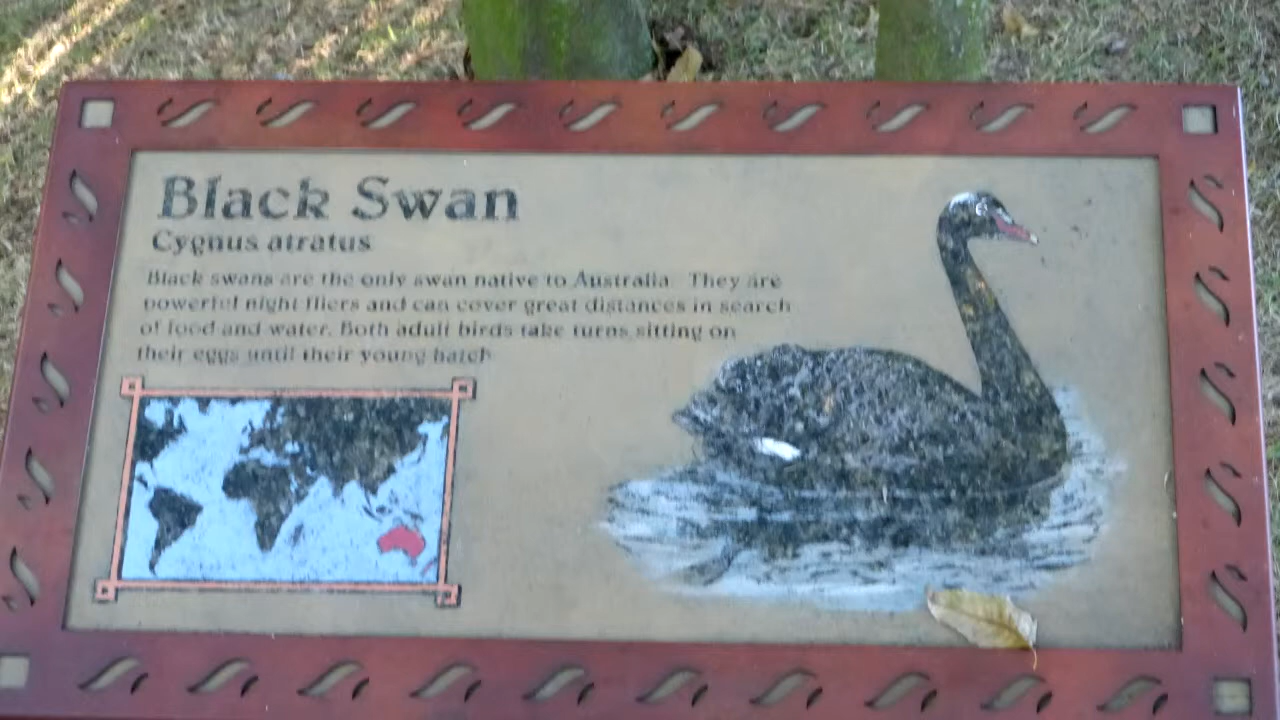 Black Swan
Cygnus atratus
Black swans are the only swan native to Australia. They are
powerful night fliers and can cover great distances in search
of food and water. Both adult birds take turns sitting on
their eggs until their young hatch